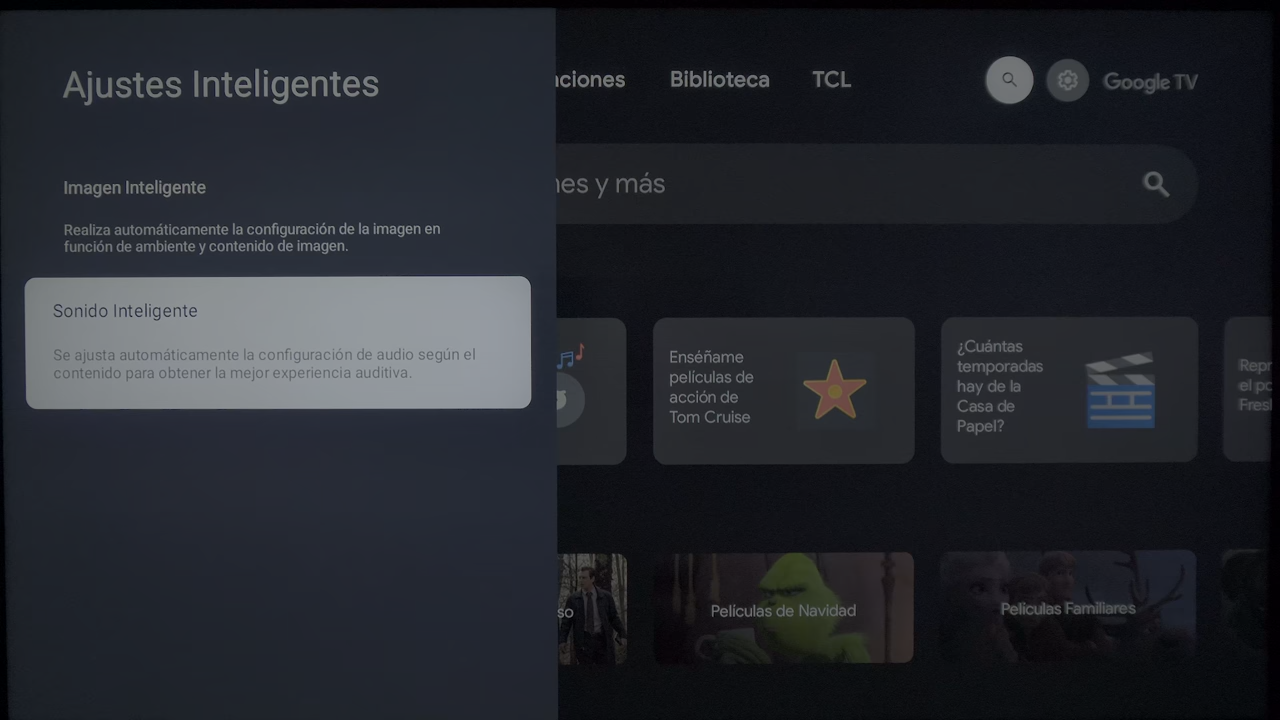 Ajustes Inteligentes
Imagen Inteligente
Realiza automáticamente la configuración de la imagen en
función de ambiente y contenido de imagen.
Sonido Inteligente
Se ajusta automáticamente la configuración de audio según el
contenido para obtener la mejor experiencia auditiva.
Biblioteca
TCL
Google TV
y más
Enséñame
películas de
acción de
Tom Cruise
¿Cuántas
temporadas
hay de la
Casa de
Papel?
Películas de Navidad
Películas Familiares